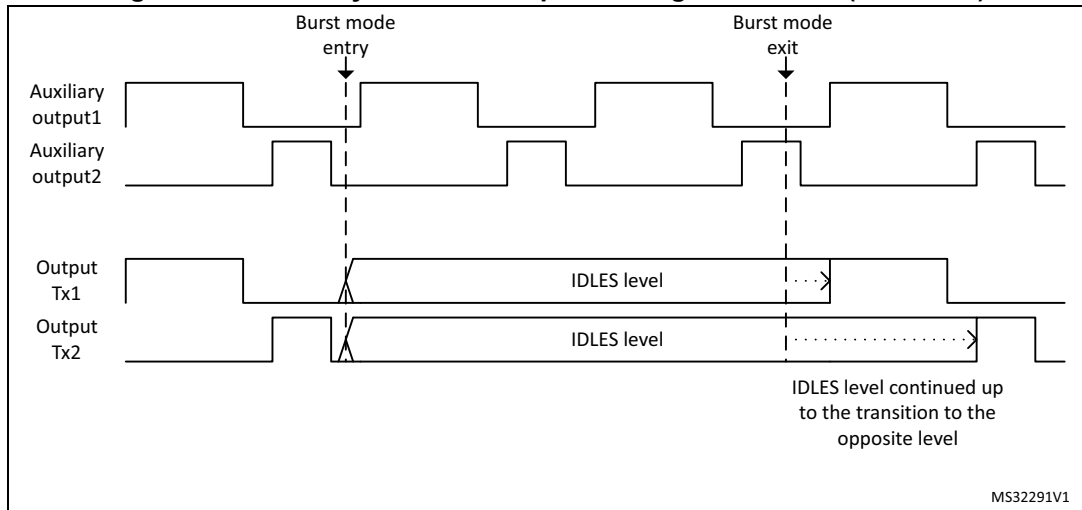 Burst mode
entry
Burst mode
exit
Auxiliary
output1
Auxiliary
output2
Output
Tx1
IDLES level
Output
Tx2
IDLES level
IDLES level continued up
to the transition to the
opposite level
MS32291V1